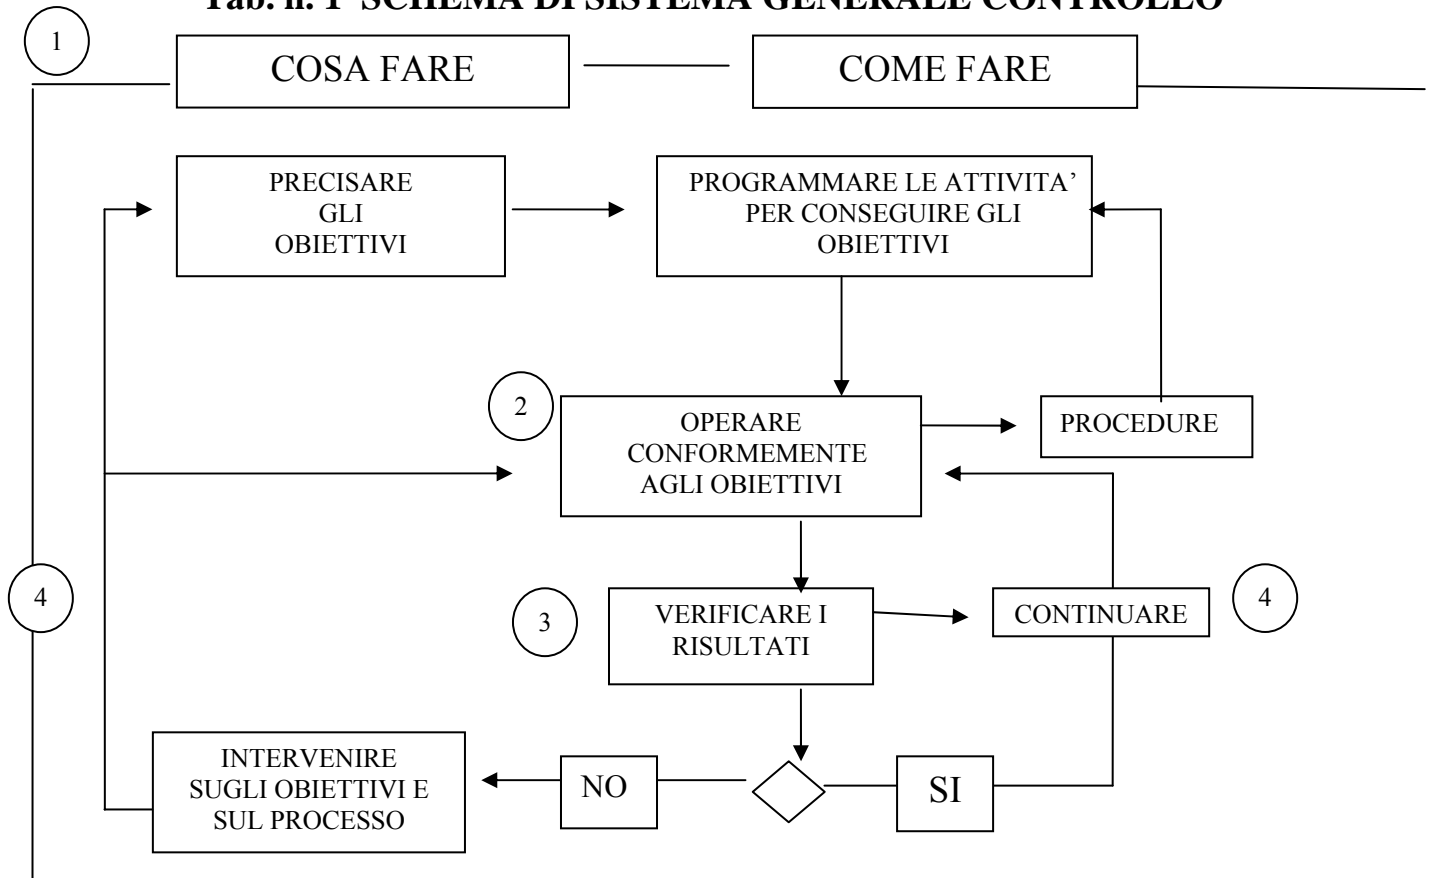 Tab. n. 1 SCHEMA DI SISTEMA GENERALE CONTROLLO
1
COSA FARE
COME FARE
PRECISARE
GLI
OBIETTIVI
PROGRAMMARE LE ATTIVITA’
PER CONSEGUIRE GLI
OBIETTIVI
2
OPERARE
CONFORMEMENTE
AGLI OBIETTIVI
PROCEDURE
4
3
VERIFICARE I
RISULTATI
CONTINUARE
4
INTERVENIRE
SUGLI OBIETTIVI E
SUL PROCESSO
NO
SI